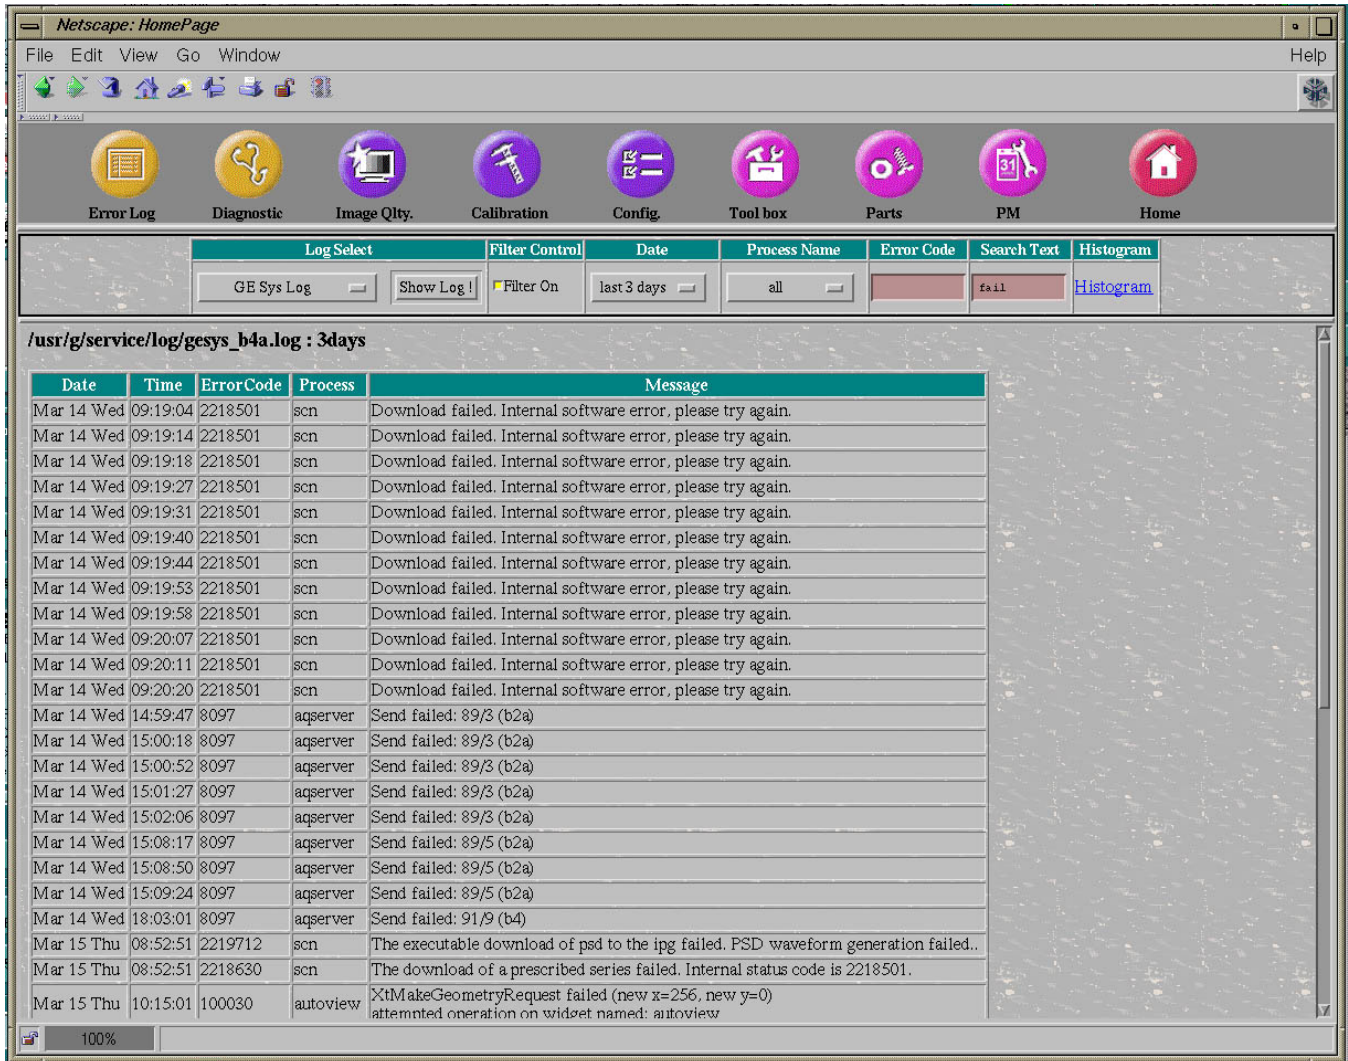 Netscape: HomePage
File Edit View Go Window Help
Error Log Diagnostic Image Qlty. Calibration Config. Tool box Parts PM Home
31
Log Select Filter Control Date Process Name Error Code Search Text Histogram
GE Sys Log Show Log ! Filter On last 3 days all fail Histogram
/usr/g/service/log/gesys_b4a.log : 3days
Date Time ErrorCode Process Message
Mar 14 Wed 09:19:04 2218501 scn Download failed. Internal software error, please try again.
Mar 14 Wed 09:19:14 2218501 scn Download failed. Internal software error, please try again.
Mar 14 Wed 09:19:18 2218501 scn Download failed. Internal software error, please try again.
Mar 14 Wed 09:19:27 2218501 scn Download failed. Internal software error, please try again.
Mar 14 Wed 09:19:31 2218501 scn Download failed. Internal software error, please try again.
Mar 14 Wed 09:19:40 2218501 scn Download failed. Internal software error, please try again.
Mar 14 Wed 09:19:44 2218501 scn Download failed. Internal software error, please try again.
Mar 14 Wed 09:19:53 2218501 scn Download failed. Internal software error, please try again.
Mar 14 Wed 09:19:58 2218501 scn Download failed. Internal software error, please try again.
Mar 14 Wed 09:20:07 2218501 scn Download failed. Internal software error, please try again.
Mar 14 Wed 09:20:11 2218501 scn Download failed. Internal software error, please try again.
Mar 14 Wed 09:20:20 2218501 scn Download failed. Internal software error, please try again.
Mar 14 Wed 14:59:47 8097 aqserver Send failed: 89/3 (b2a)
Mar 14 Wed 15:00:18 8097 aqserver Send failed: 89/3 (b2a)
Mar 14 Wed 15:00:52 8097 aqserver Send failed: 89/3 (b2a)
Mar 14 Wed 15:01:27 8097 aqserver Send failed: 89/3 (b2a)
Mar 14 Wed 15:02:06 8097 aqserver Send failed: 89/3 (b2a)
Mar 14 Wed 15:08:17 8097 aqserver Send failed: 89/5 (b2a)
Mar 14 Wed 15:08:50 8097 aqserver Send failed: 89/5 (b2a)
Mar 14 Wed 15:09:24 8097 aqserver Send failed: 89/5 (b2a)
Mar 14 Wed 18:03:01 8097 aqserver Send failed: 91/9 (b4)
Mar 15 Thu 08:52:51 2219712 scn The executable download of psd to the ipg failed. PSD waveform generation failed..
Mar 15 Thu 08:52:51 2218630 scn The download of a prescribed series failed. Internal status code is 2218501.
Mar 15 Thu 10:15:01 100030 autoview XtMakeGeometryRequest failed (new x=256, new y=0)
attempted operation on widget named: autoview
100%